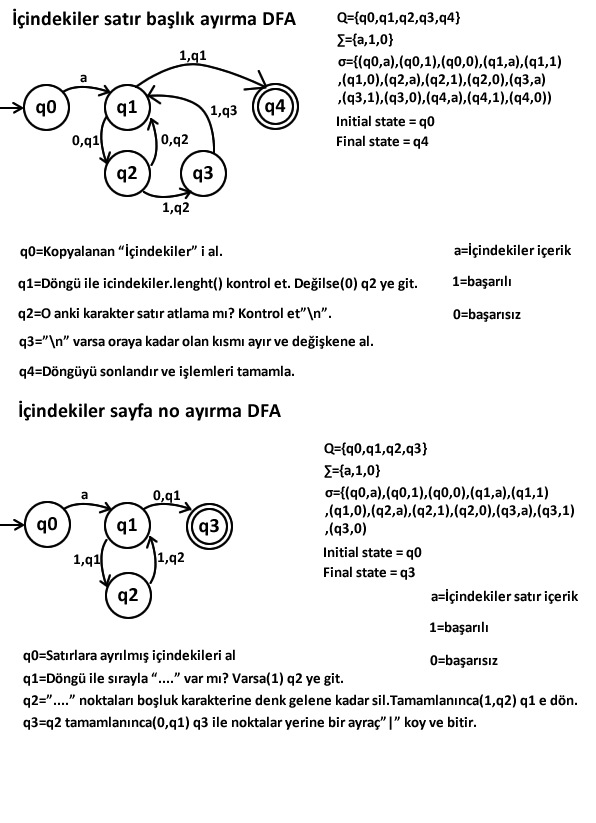 İçindekiler satır başlık ayırma DFA
a
1,q1
q0
q1
q4
1,q3
0,q1
0,q2
q2
q3
1,q2
Q={q0,q1,q2,q3,q4}
∑={a,1,0}
σ={(q0,a),(q0,1),(q0,0),(q1,a),(q1,1)
,(q1,0),(q2,a),(q2,1),(q2,0),(q3,a)
,(q3,1),(q3,0),(q4,a),(q4,1),(q4,0))
Initial state = q0
Final state = q4
q0=Kopyalanan “İçindekiler” i al.
q1=Döngü ile icindekiler.lenght() kontrol et. Değilse(0) q2 ye git.
q2=O anki karakter satır atlama mı? Kontrol et”\n”.
q3=”\n” varsa oraya kadar olan kısmı ayır ve değişkene al.
q4=Döngüyü sonlandır ve işlemleri tamamla.
a=İçindekiler içerik
1=başarılı
0=başarısız
İçindekiler sayfa no ayırma DFA
a
0,q1
q0
q1
q3
1,q1
1,q2
q2
Q={q0,q1,q2,q3}
∑={a,1,0}
σ={(q0,a),(q0,1),(q0,0),(q1,a),(q1,1)
,(q1,0),(q2,a),(q2,1),(q2,0),(q3,a),(q3,1)
,(q3,0)
Initial state = q0
Final state = q3
a=İçindekiler satır içerik
1=başarılı
0=başarısız
q0=Satırlara ayrılmış içindekileri al
q1=Döngü ile sırayla “....” var mı? Varsa(1) q2 ye git.
q2=”....” noktaları boşluk karakterine denk gelene kadar sil.Tamamlanınca(1,q2) q1 e dön.
q3=q2 tamamlanınca(0,q1) q3 ile noktalar yerine bir ayraç”|” koy ve bitir.